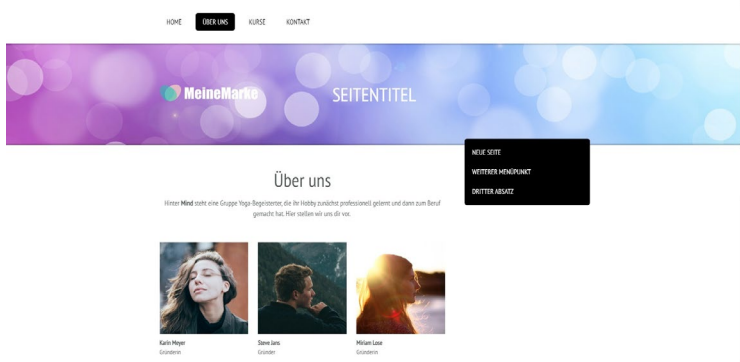 HOME
ÜBER UNS
KURSE
KONTAKT
MeineMarke
SEITENTITEL
NEUE SEITE
WEITERER MENÜPUNKT
DRITTER ABSATZ
Über uns
Hinter Mind steht eine Gruppe Yoga-Begeisterter, die ihr Hobby zunächst professionell gelernt und dann zum Beruf
gemacht hat. Hier stellen wir uns dir vor.
Karin Meyer
Gründerin
Steve Jans
Gründer
Miriam Lose
Gründerin